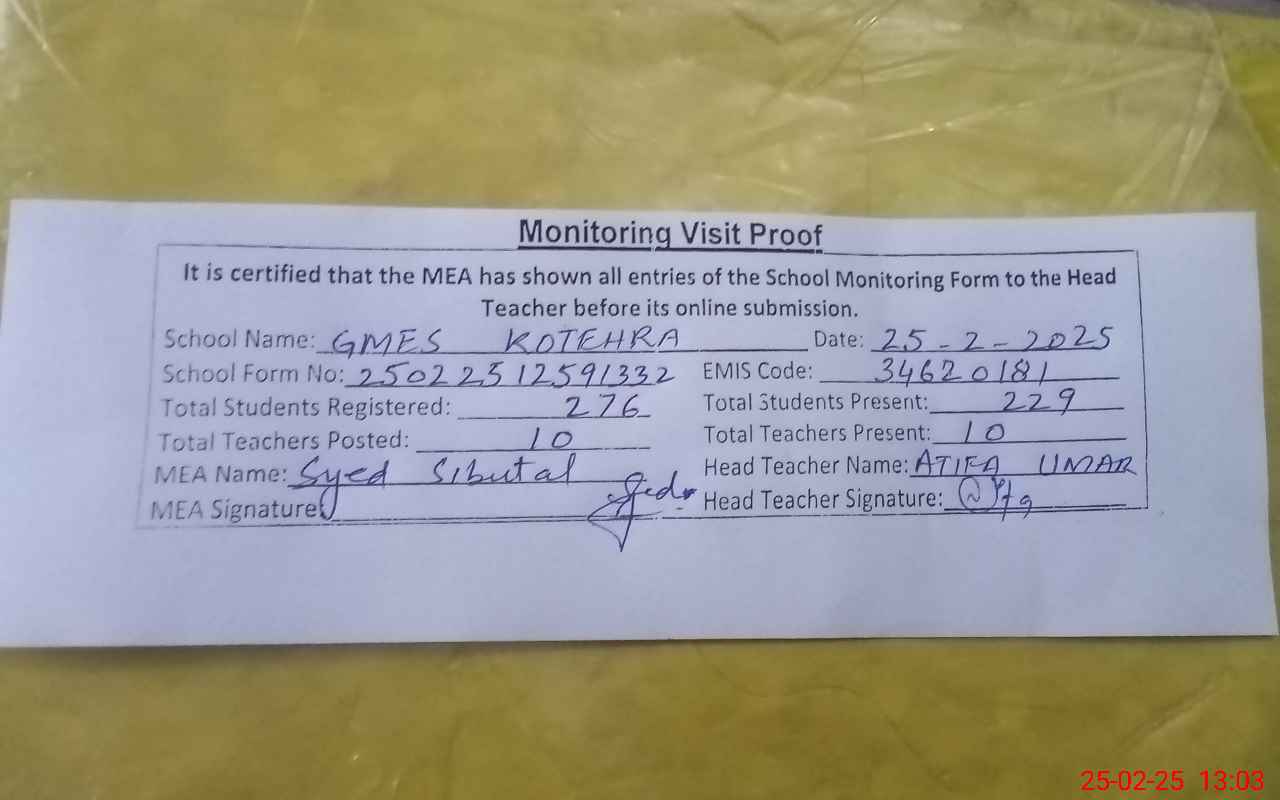 Monitoring Visit Proof
It is certified that the MEA has shown all entries of the School Monitoring Form to the Head
Teacher before its online submission.
School Name: GMES KOTEHRA Date: 25-2-2025
School Form No: 25022512591332 EMIS Code: 34620181
Total Students Registered: 276 Total Students Present: 229
Total Teachers Posted: 10 Total Teachers Present: 10
MEA Name: Syed Sibutal Head Teacher Name: ATIFA UMAR
MEA Signature: Head Teacher Signature:
25-02-25 13:03